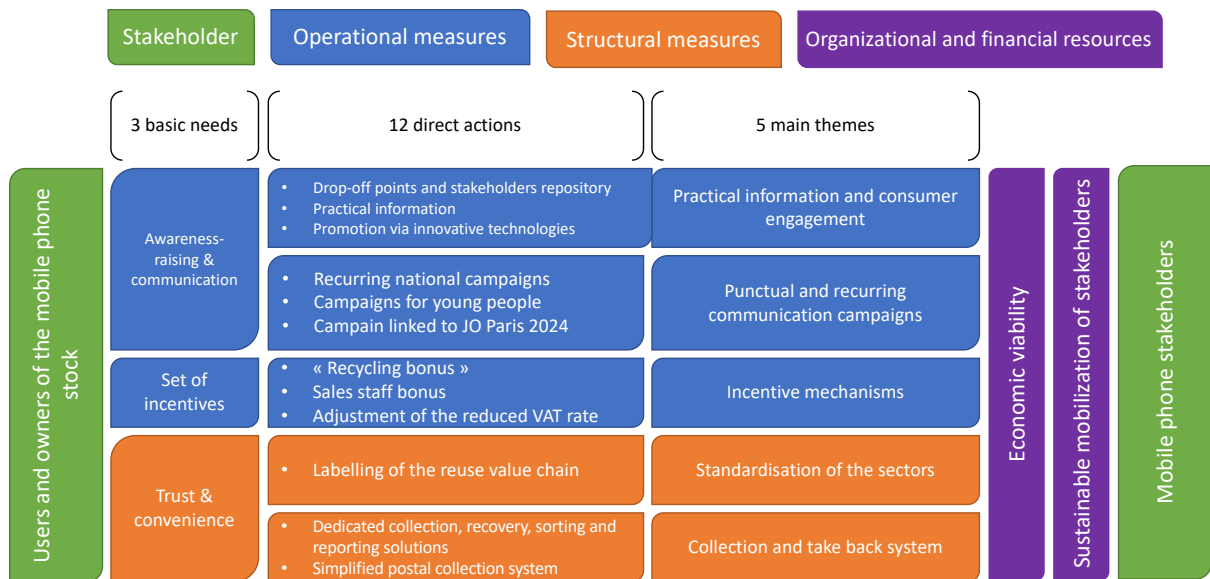 Stakeholder
Operational measures
Structural measures
Organizational and financial resources
3 basic needs
12 direct actions
5 main themes
Users and owners of the mobile phone
stock
Awareness-
raising &
communication
• Drop-off points and stakeholders repository
• Practical information
• Promotion via innovative technologies
Practical information and consumer
engagement
• Recurring national campaigns
• Campaigns for young people
• Campain linked to JO Paris 2024
Punctual and recurring
communication campaigns
Set of
incentives
• « Recycling bonus »
• Sales staff bonus
• Adjustment of the reduced VAT rate
Incentive mechanisms
Trust &
convenience
• Labelling of the reuse value chain
Standardisation of the sectors
• Dedicated collection, recovery, sorting and
reporting solutions
• Simplified postal collection system
Collection and take back system
Economic viability
Sustainable mobilization of stakeholders
Mobile phone stakeholders